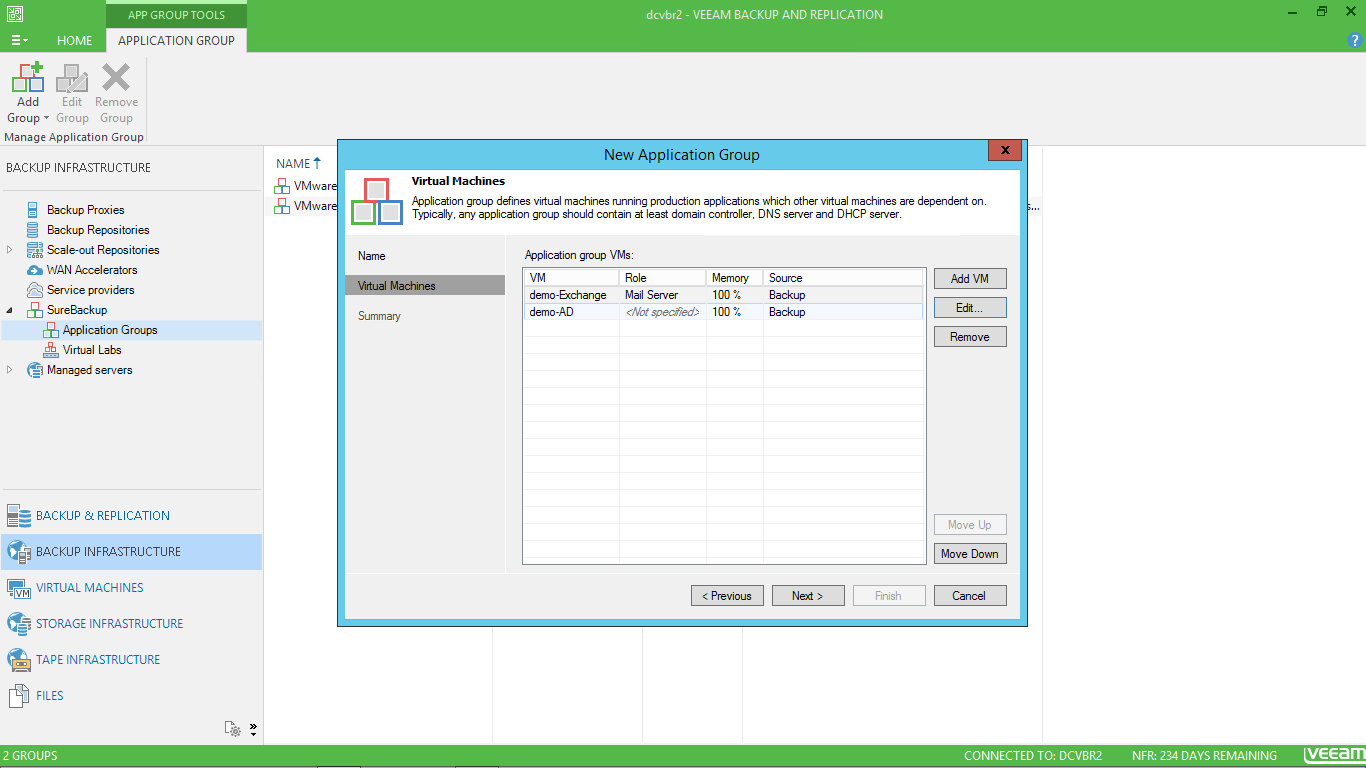 APP GROUP TOOLS
dcvbr2 - VEEAM BACKUP AND REPLICATION
HOME
APPLICATION GROUP
?
Add
Group
Edit
Group
Remove
Group
Manage Application Group
BACKUP INFRASTRUCTURE
Backup Proxies
Backup Repositories
Scale-out Repositories
WAN Accelerators
Service providers
SureBackup
Application Groups
Virtual Labs
Managed servers
BACKUP & REPLICATION
BACKUP INFRASTRUCTURE
VM
VIRTUAL MACHINES
STORAGE INFRASTRUCTURE
TAPE INFRASTRUCTURE
FILES
NAME
VMware
VMware
s...
New Application Group
x
Virtual Machines
Application group defines virtual machines running production applications which other virtual machines are dependent on.
Typically, any application group should contain at least domain controller, DNS server and DHCP server.
Name
Virtual Machines
Summary
Application group VMs:
VM Role Memory Source
demo-Exchange Mail Server 100 % Backup
demo-AD <Not specified> 100 % Backup
Add VM
Edit...
Remove
Move Up
Move Down
< Previous
Next >
Finish
Cancel
2 GROUPS
CONNECTED TO: DCVBR2
NFR: 234 DAYS REMAINING
veeam